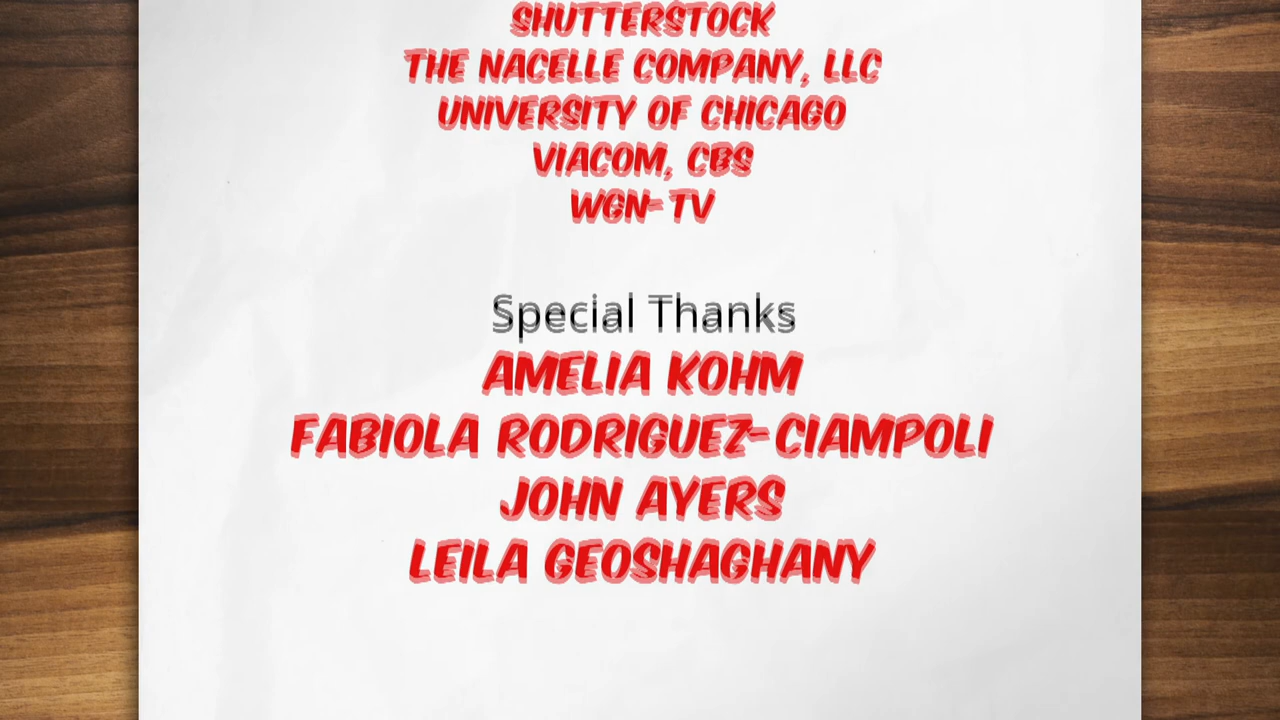 SHUTTERSTOCK
THE NACELLE COMPANY, LLC
UNIVERSITY OF CHICAGO
VIACOM, CBS
WGN-TV
Special Thanks
AMELIA KOHM
FABIOLA RODRIGUEZ-CIAMPOLI
JOHN AYERS
LEILA GEOSHAGHANY